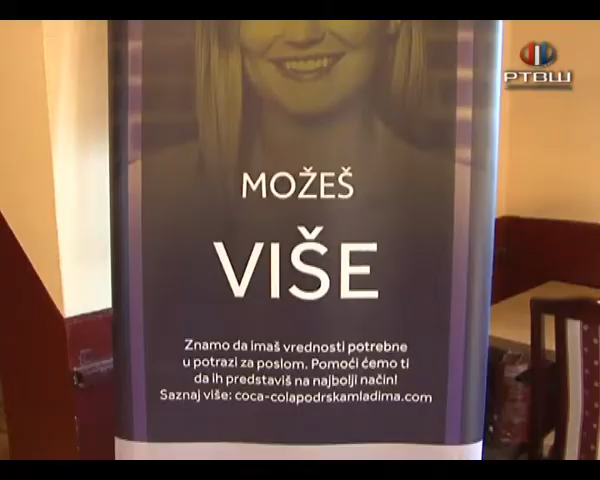 РТВШ
MOŽEŠ
VIŠE
Znamo da imaš vrednosti potrebne
u potrazi za poslom. Pomoći ćemo ti
da ih predstaviš na najbolji način!
Saznaj više: coca-colapodrskamladima.com